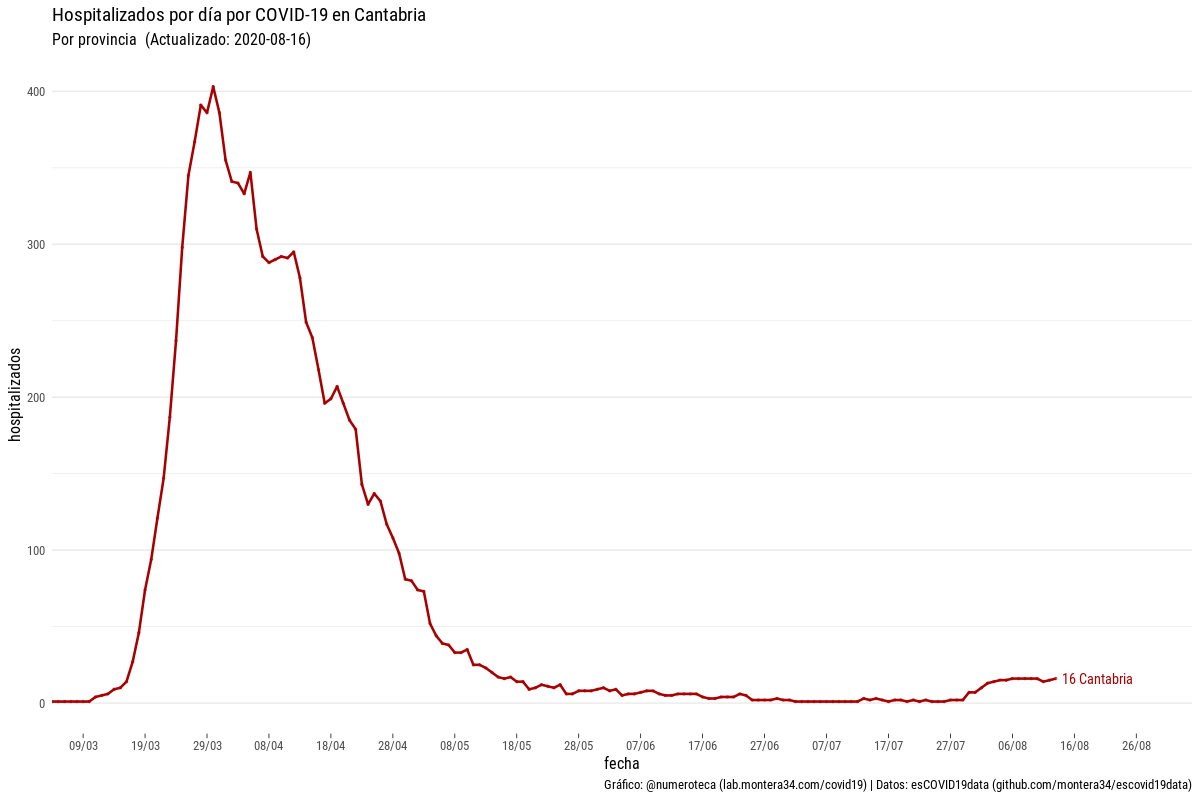 Hospitalizados por día por COVID-19 en Cantabria
Por provincia (Actualizado: 2020-08-16)
hospitalizados
400
300
200
100
0
16 Cantabria
09/03 19/03 29/03 08/04 18/04 28/04 08/05 18/05 28/05 07/06 17/06 27/06 07/07 17/07 27/07 06/08 16/08 26/08
fecha
Gráfico: @numeroteca (lab.montera34.com/covid19) | Datos: esCOVID19data (github.com/montera34/escovid19data)